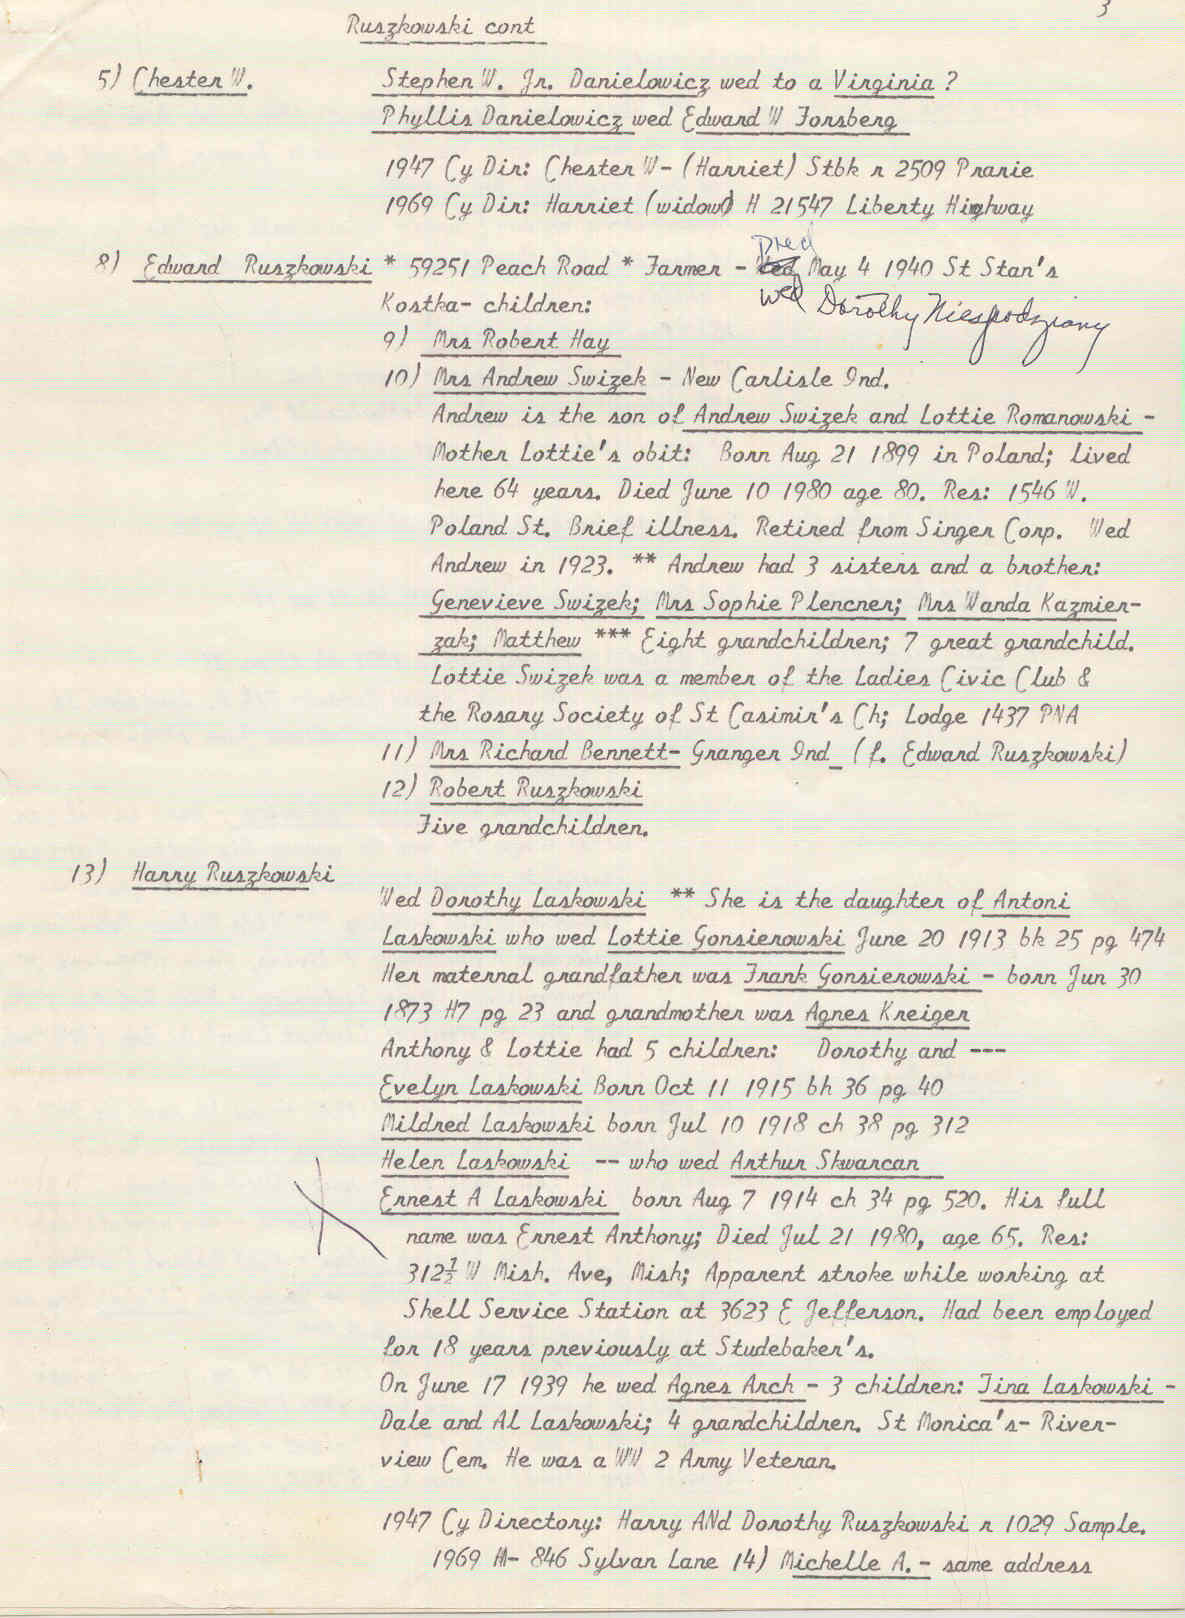 3
Ruszkowski cont
5) Chester W. Stephen W. Jr. Danielowicz wed to a Virginia ?
Phyllis Danielowicz wed Edward W Forsberg
1947 Cy Dir: Chester W- (Harriet) Stbk r 2509 Prarie
1969 Cy Dir: Harriet (widow) H 21547 Liberty Highway
Died
8) Edward Ruszkowski * 59251 Peach Road * Farmer - Wed May 4 1940 St Stan's
wed Dorothy Niespodziany
Kostka- children:
9) Mrs Robert Hay
10) Mrs Andrew Swizek - New Carlisle Ind.
Andrew is the son of Andrew Swizek and Lottie Romanowski -
Mother Lottie's obit: Born Aug 21 1899 in Poland; lived
here 64 years. Died June 10 1980 age 80. Res: 1546 W.
Poland St. Brief illness. Retired from Singer Corp. Wed
Andrew in 1923. ** Andrew had 3 sisters and a brother:
Genevieve Swizek; Mrs Sophie Plencner; Mrs Wanda Kazmier-
zak; Matthew *** Eight grandchildren; 7 great grandchild.
Lottie Swizek was a member of the Ladies Civic Club &
the Rosary Society of St Casimir's Ch; Lodge 1437 PNA
11) Mrs Richard Bennett- Granger Ind_ (f. Edward Ruszkowski)
12) Robert Ruszkowski
Five grandchildren.
13) Harry Ruszkowski
Wed Dorothy Laskowski ** She is the daughter of Antoni
Laskowski who wed Lottie Gonsierowski June 20 1913 bk 25 pg 474
Her maternal grandfather was Frank Gonsierowski - born Jun 30
1873 H7 pg 23 and grandmother was Agnes Kreiger
Anthony & Lottie had 5 children: Dorothy and ---
Evelyn Laskowski Born Oct 11 1915 bh 36 pg 40
Mildred Laskowski born Jul 10 1918 ch 38 pg 312
Helen Laskowski -- who wed Arthur Skwarcan
Ernest A Laskowski born Aug 7 1914 ch 34 pg 520. His full
name was Ernest Anthony; Died Jul 21 1980, age 65. Res:
312½ W Mish. Ave, Mish; Apparent stroke while working at
Shell Service Station at 3623 E Jefferson. Had been employed
for 18 years previously at Studebaker's.
On June 17 1939 he wed Agnes Arch - 3 children: Tina Laskowski -
Dale and Al Laskowski; 4 grandchildren. St Monica's- River-
view Cem. He was a WW 2 Army Veteran.
1947 Cy Directory: Harry ANd Dorothy Ruszkowski r 1029 Sample.
1969 H- 846 Sylvan Lane 14) Michelle A. - same address